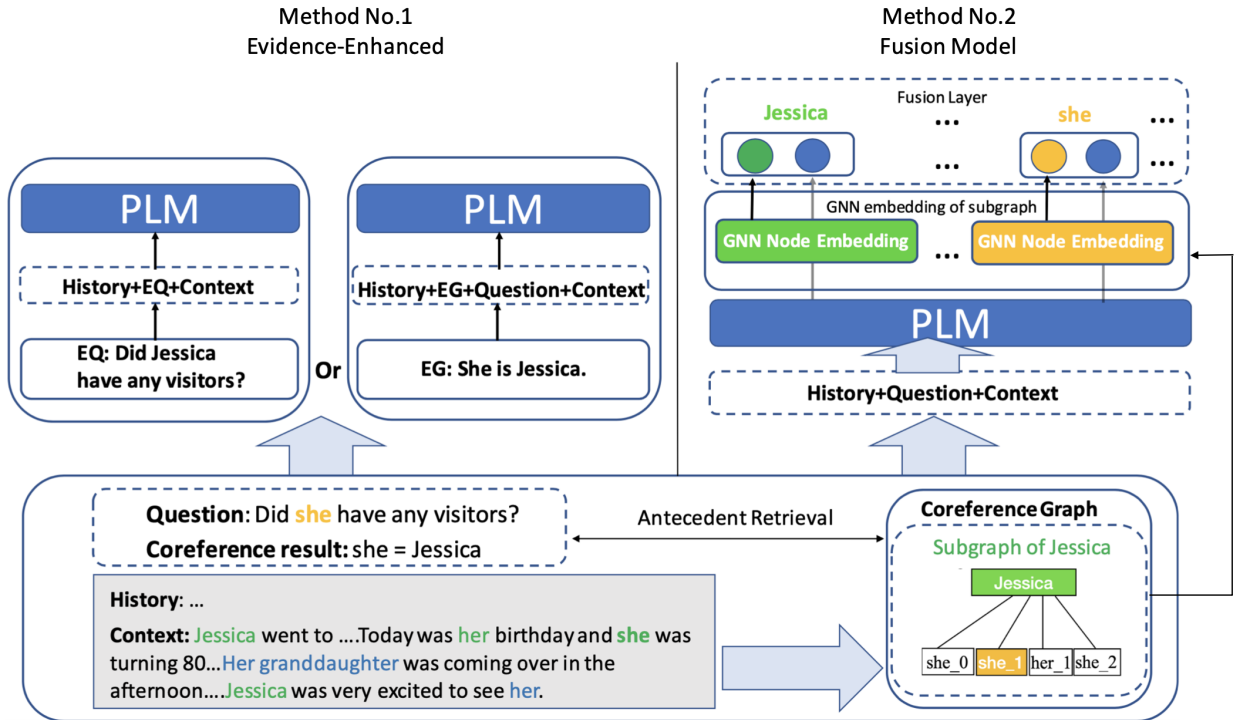 Method No.1
Evidence-Enhanced
Method No.2
Fusion Model
PLM
History+EQ+Context
EQ: Did Jessica
have any visitors?
Or
PLM
History+EG+Question+Context
EG: She is Jessica.
Fusion Layer
Jessica
...
she
...
...
...
GNN embedding of subgraph
GNN Node Embedding
...
GNN Node Embedding
PLM
History+Question+Context
Question: Did she have any visitors?
Coreference result: she = Jessica
Antecedent Retrieval
History: ...
Context: Jessica went to ....Today was her birthday and she was
turning 80...Her granddaughter was coming over in the
afternoon....Jessica was very excited to see her.
Coreference Graph
Subgraph of Jessica
Jessica
she_0
she_1
her_1
she_2